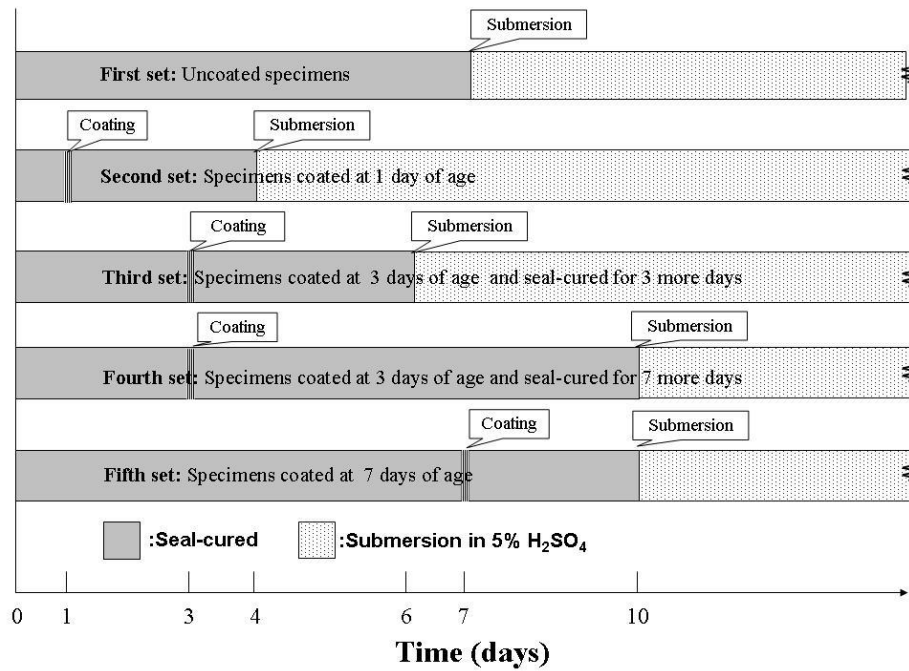 Submersion
First set: Uncoated specimens
Coating
Submersion
Second set: Specimens coated at 1 day of age
Coating
Submersion
Third set: Specimens coated at 3 days of age and seal-cured for 3 more days
Coating
Submersion
Fourth set: Specimens coated at 3 days of age and seal-cured for 7 more days
Coating
Submersion
Fifth set: Specimens coated at 7 days of age
:Seal-cured
:Submersion in 5% H₂SO₄
0 1 3 4 6 7 10
Time (days)